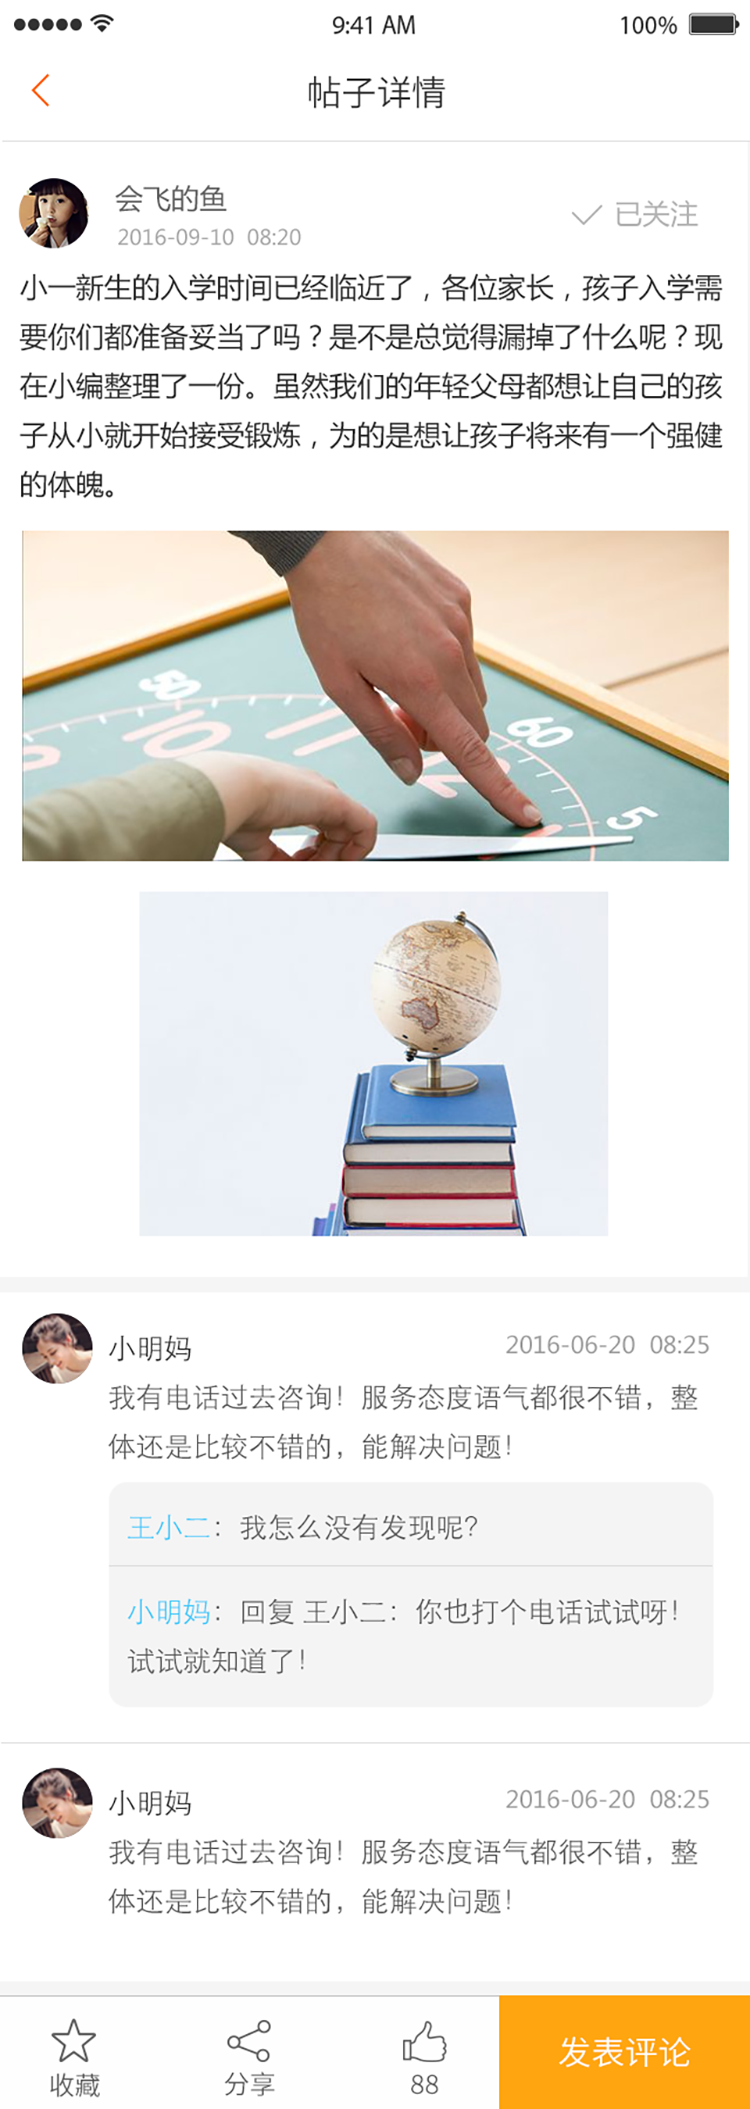 9:41 AM
100%
帖子详情
会飞的鱼
已关注
2016-09-10 08:20
小一新生的入学时间已经临近了，各位家长，孩子入学需
要你们都准备妥当了吗？是不是总觉得漏掉了什么呢？现
在小编整理了一份。虽然我们的年轻父母都想让自己的孩
子从小就开始接受锻炼，为的是想让孩子将来有一个强健
的体魄。
50
10
11
12
60
5
小明妈
2016-06-20 08:25
我有电话过去咨询！服务态度语气都很不错，整
体还是比较不错的，能解决问题！
王小二：我怎么没有发现呢？
小明妈：回复 王小二：你也打个电话试试呀！
试试就知道了！
小明妈
2016-06-20 08:25
我有电话过去咨询！服务态度语气都很不错，整
体还是比较不错的，能解决问题！
收藏
分享
88
发表评论